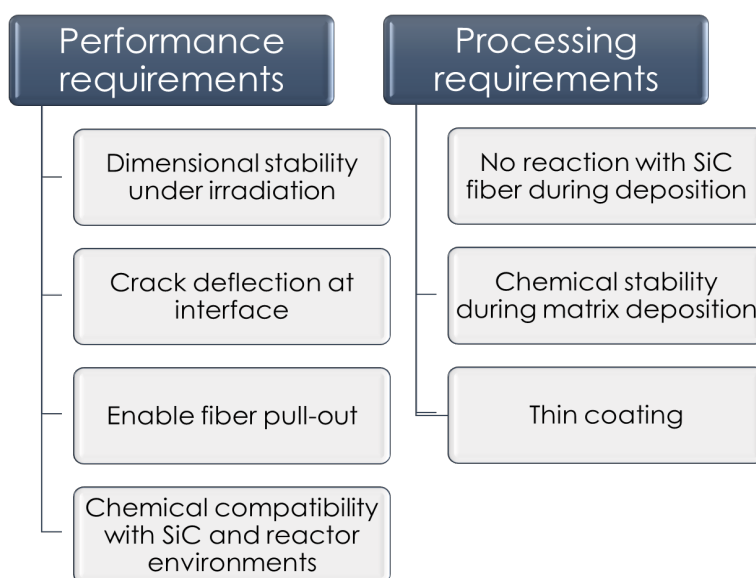 Performance
requirements
Dimensional stability
under irradiation
Crack deflection at
interface
Enable fiber pull-out
Chemical compatibility
with SiC and reactor
environments
Processing
requirements
No reaction with SiC
fiber during deposition
Chemical stability
during matrix deposition
Thin coating